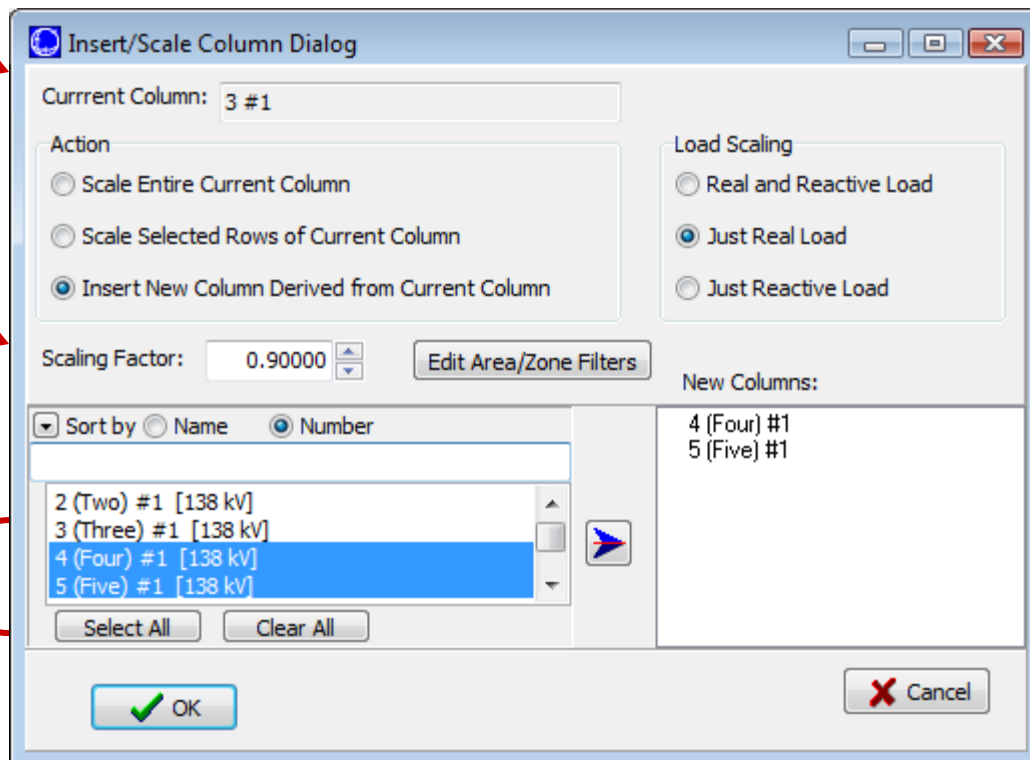 Insert/Scale Column Dialog
Currrent Column: 3 #1
Action
Scale Entire Current Column
Scale Selected Rows of Current Column
Insert New Column Derived from Current Column
Load Scaling
Real and Reactive Load
Just Real Load
Just Reactive Load
Scaling Factor: 0.90000 Edit Area/Zone Filters
Sort by Name Number
2 (Two) #1 [138 kV]
3 (Three) #1 [138 kV]
4 (Four) #1 [138 kV]
5 (Five) #1 [138 kV]
Select All Clear All
New Columns:
4 (Four) #1
5 (Five) #1
OK Cancel